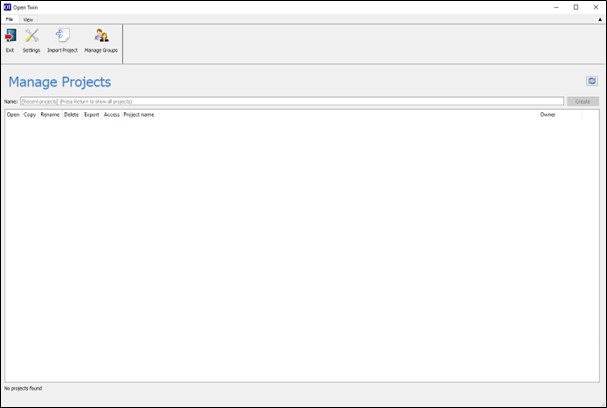 OT Open Twin
File View
Exit Settings Import Project Manage Groups
Manage Projects
Name: [Recent projects] (Press Return to show all projects) Create
Open Copy Rename Delete Export Access Project name Owner
No projects found